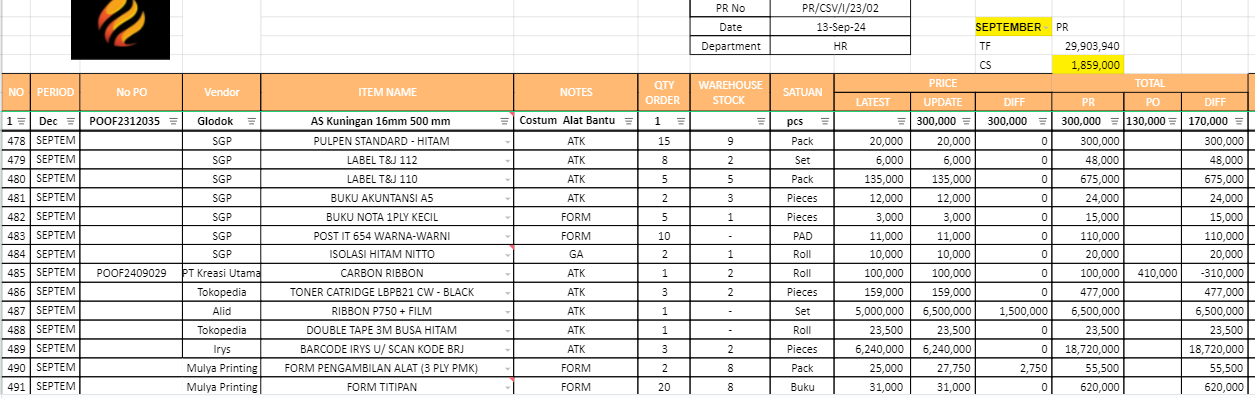 PR No PR/CSV/I/23/02
Date 13-Sep-24 SEPTEMBER PR
Department HR TF 29,903,940
CS 1,859,000
NO PERIOD No PO Vendor ITEM NAME NOTES QTY ORDER WAREHOUSE STOCK SATUAN PRICE TOTAL
LATEST UPDATE DIFF PR PO DIFF
1 Dec POOF2312035 Glodok AS Kuningan 16mm 500 mm Costum Alat Bantu 1 pcs 300,000 300,000 300,000 130,000 170,000
478 SEPTEM SGP PULPEN STANDARD - HITAM ATK 15 9 Pack 20,000 20,000 0 300,000 300,000
479 SEPTEM SGP LABEL T&J 112 ATK 8 2 Set 6,000 6,000 0 48,000 48,000
480 SEPTEM SGP LABEL T&J 110 ATK 5 5 Pack 135,000 135,000 0 675,000 675,000
481 SEPTEM SGP BUKU AKUNTANSI A5 ATK 2 3 Pieces 12,000 12,000 0 24,000 24,000
482 SEPTEM SGP BUKU NOTA 1PLY KECIL FORM 5 1 Pieces 3,000 3,000 0 15,000 15,000
483 SEPTEM SGP POST IT 654 WARNA-WARNI FORM 10 - PAD 11,000 11,000 0 110,000 110,000
484 SEPTEM SGP ISOLASI HITAM NITTO GA 2 1 Roll 10,000 10,000 0 20,000 20,000
485 SEPTEM POOF2409029 PT Kreasi Utama CARBON RIBBON ATK 1 2 Roll 100,000 100,000 0 100,000 410,000 -310,000
486 SEPTEM Tokopedia TONER CATRIDGE LBPB21 CW - BLACK ATK 3 2 Pieces 159,000 159,000 0 477,000 477,000
487 SEPTEM Alid RIBBON P750 + FILM ATK 1 - Set 5,000,000 6,500,000 1,500,000 6,500,000 6,500,000
488 SEPTEM Tokopedia DOUBLE TAPE 3M BUSA HITAM ATK 1 - Roll 23,500 23,500 0 23,500 23,500
489 SEPTEM Irys BARCODE IRYS U/ SCAN KODE BRJ ATK 3 2 Pieces 6,240,000 6,240,000 0 18,720,000 18,720,000
490 SEPTEM Mulya Printing FORM PENGAMBILAN ALAT (3 PLY PMK) FORM 2 8 Pack 25,000 27,750 2,750 55,500 55,500
491 SEPTEM Mulya Printing FORM TITIPAN FORM 20 8 Buku 31,000 31,000 0 620,000 620,000